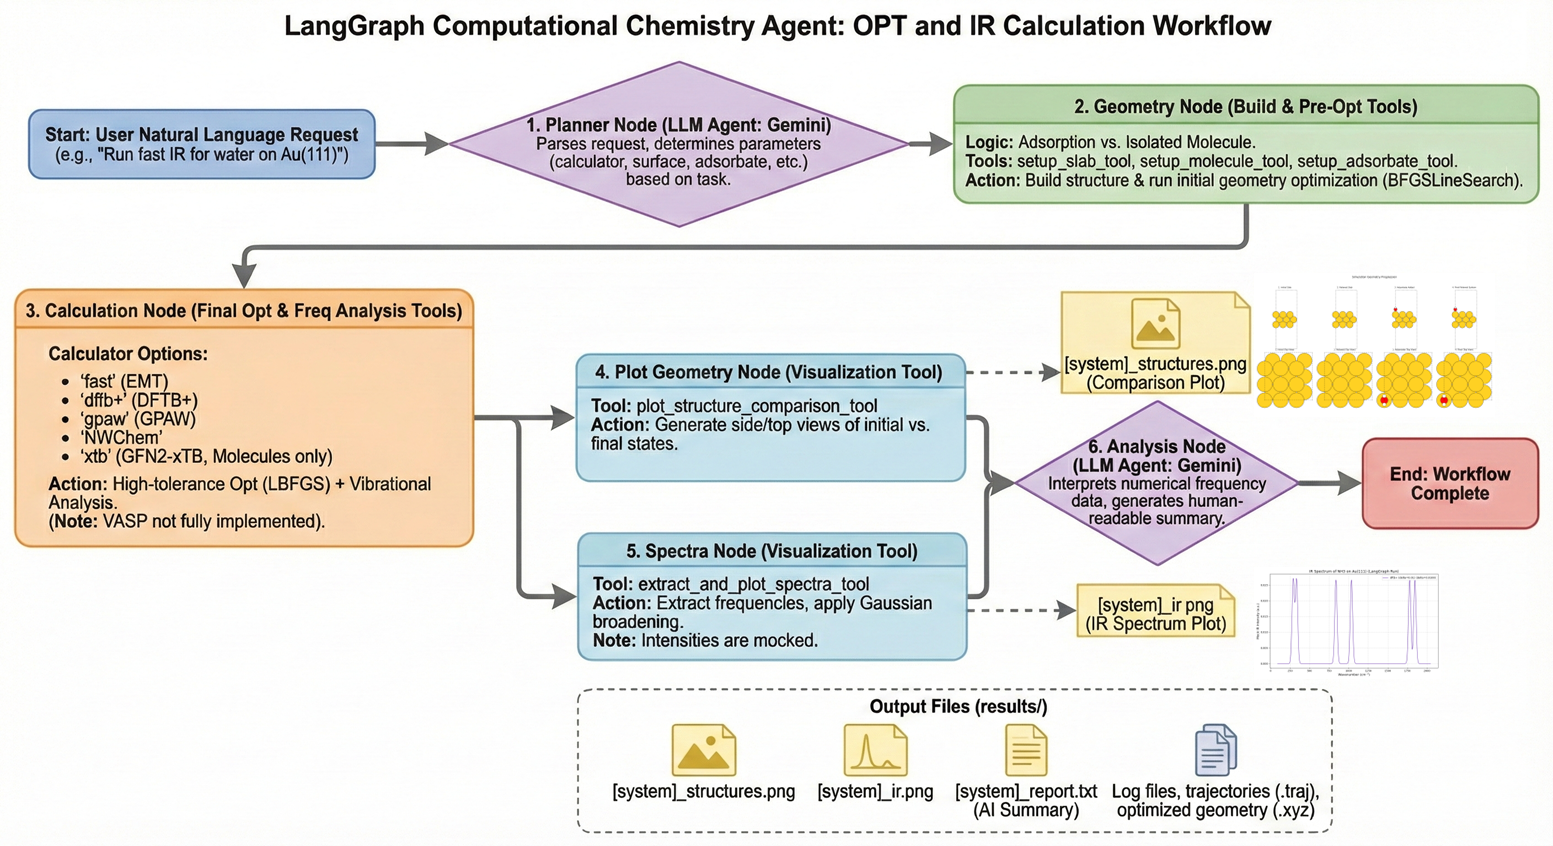 LangGraph Computational Chemistry Agent: OPT and IR Calculation Workflow
Start: User Natural Language Request
(e.g., "Run fast IR for water on Au(111)")
1. Planner Node (LLM Agent: Gemini)
Parses request, determines parameters
(calculator, surface, adsorbate, etc.)
based on task.
2. Geometry Node (Build & Pre-Opt Tools)
Logic: Adsorption vs. Isolated Molecule.
Tools: setup_slab_tool, setup_molecule_tool, setup_adsorbate_tool.
Action: Build structure & run initial geometry optimization (BFGSLineSearch).
3. Calculation Node (Final Opt & Freq Analysis Tools)
Calculator Options:
• ‘fast’ (EMT)
• ‘dffb+’ (DFTB+)
• ‘gpaw’ (GPAW)
• ‘NWChem’
• ‘xtb’ (GFN2-xTB, Molecules only)
Action: High-tolerance Opt (LBFGS) + Vibrational
Analysis.
(Note: VASP not fully implemented).
4. Plot Geometry Node (Visualization Tool)
Tool: plot_structure_comparison_tool
Action: Generate side/top views of initial vs.
final states.
[system]_structures.png
(Comparison Plot)
5. Spectra Node (Visualization Tool)
Tool: extract_and_plot_spectra_tool
Action: Extract frequencies, apply Gaussian
broadening.
Note: Intensities are mocked.
[system]_ir png
(IR Spectrum Plot)
IR Spectrum of NH3 on Au(111) (LangGraph Run)
6. Analysis Node
(LLM Agent: Gemini)
Interprets numerical frequency
data, generates human-
readable summary.
End: Workflow
Complete
Output Files (results/)
[system]_structures.png
[system]_ir.png
[system]_report.txt
(AI Summary)
Log files, trajectories (.traj),
optimized geometry (.xyz)